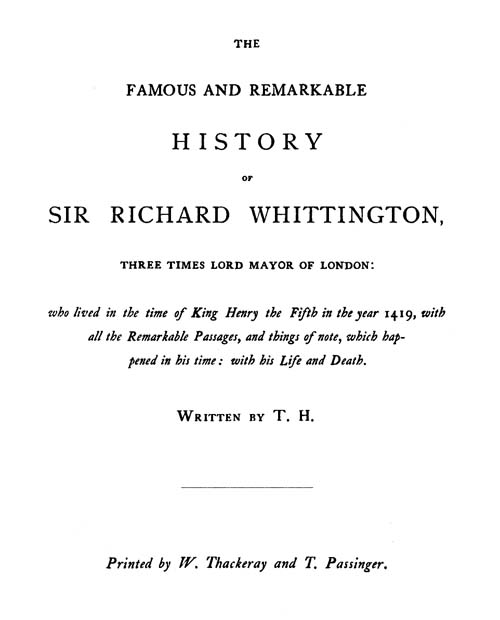 THE
FAMOUS AND REMARKABLE
HISTORY
OF
SIR RICHARD WHITTINGTON,
THREE TIMES LORD MAYOR OF LONDON:
who lived in the time of King Henry the Fifth in the year 1419, with
all the Remarkable Passages, and things of note, which hap-
pened in his time: with his Life and Death.
WRITTEN BY T. H.
Printed by W. Thackeray and T. Passinger.